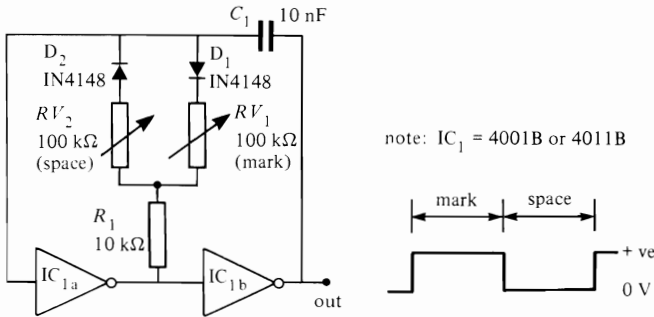 C₁ 10 nF
D₂
IN4148
D₁
IN4148
RV₂
100 kΩ
(space)
RV₁
100 kΩ
(mark)
R₁
10 kΩ
IC₁ₐ
IC₁b
out
note: IC₁ = 4001B or 4011B
mark
space
+ ve
0 V